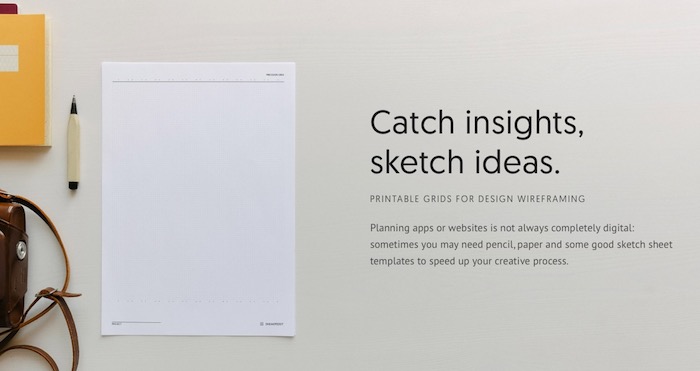 Catch insights,
sketch ideas.
PRINTABLE GRIDS FOR DESIGN WIREFRAMING
Planning apps or websites is not always completely digital:
sometimes you may need pencil, paper and some good sketch sheet
templates to speed up your creative process.